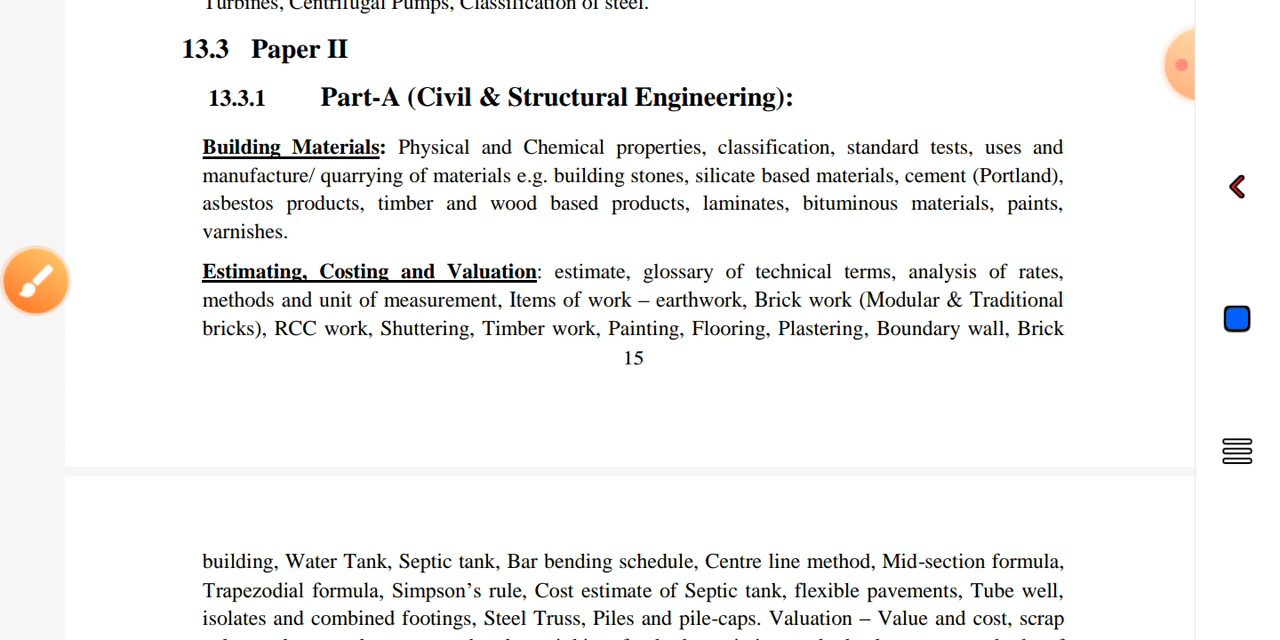 Turbines, Centrifugal Pumps, Classification of steel.
13.3 Paper II
13.3.1 Part-A (Civil & Structural Engineering):
Building Materials: Physical and Chemical properties, classification, standard tests, uses and
manufacture/ quarrying of materials e.g. building stones, silicate based materials, cement (Portland),
asbestos products, timber and wood based products, laminates, bituminous materials, paints,
varnishes.
Estimating, Costing and Valuation: estimate, glossary of technical terms, analysis of rates,
methods and unit of measurement, Items of work – earthwork, Brick work (Modular & Traditional
bricks), RCC work, Shuttering, Timber work, Painting, Flooring, Plastering, Boundary wall, Brick
15
building, Water Tank, Septic tank, Bar bending schedule, Centre line method, Mid-section formula,
Trapezodial formula, Simpson’s rule, Cost estimate of Septic tank, flexible pavements, Tube well,
isolates and combined footings, Steel Truss, Piles and pile-caps. Valuation – Value and cost, scrap